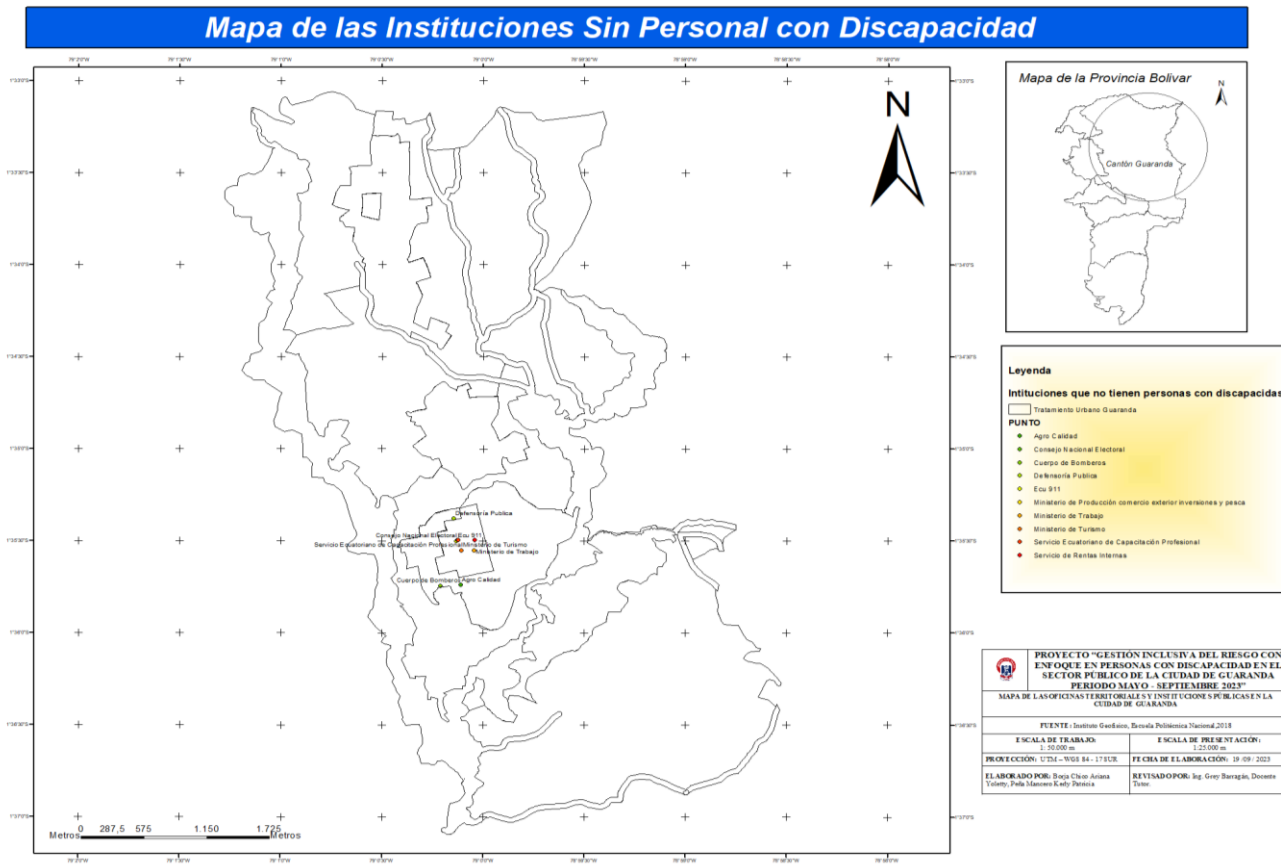 Mapa de las Instituciones Sin Personal con Discapacidad
N
Defensoría Publica
Consejo Nacional Electoral
Ecu 911
Servicio Ecuatoriano de Capacitación Profesional
Ministerio de Turismo
Ministerio de Trabajo
Cuerpo de Bomberos
Agro Calidad
0 287,5 575 1.150 1.725
Metros Metros
Mapa de la Provincia Bolivar
N
Cantón Guaranda
Leyenda
Intituciones que no tienen personas con discapacidas
Tratamiento Urbano Guaranda
PUNTO
Agro Calidad
Consejo Nacional Electoral
Cuerpo de Bomberos
Defensoría Publica
Ecu 911
Ministerio de Producción comercio exterior inversiones y pesca
Ministerio de Trabajo
Ministerio de Turismo
Servicio Ecuatoriano de Capacitación Profesional
Servicio de Rentas Internas
PROYECTO "GESTIÓN INCLUSIVA DEL RIESGO CON
ENFOQUE EN PERSONAS CON DISCAPACIDAD EN EL
SECTOR PÚBLICO DE LA CIUDAD DE GUARANDA
PERIODO MAYO - SEPTIEMBRE 2023"
MAPA DE LAS OFICINAS TERRITORIALES Y INSTITUCIONES PÚBLICAS EN LA
CUIDAD DE GUARANDA
FUENTE: Instituto Geofísico, Escuela Politécnica Nacional,2018
ESCALA DE TRABAJO:
1: 50.000 m
ESCALA DE PRESENTACIÓN:
1:25.000 m
PROYECCIÓN: UTM – WGS 84 - 17 SUR
FECHA DE ELABORACIÓN: 19 /09 / 2023
ELABORADO POR: Borja Chico Ariana
Yoletty, Peña Mancero Kerly Patricia
REVISADO POR: Ing. Grey Barragán, Docente
Tutor.